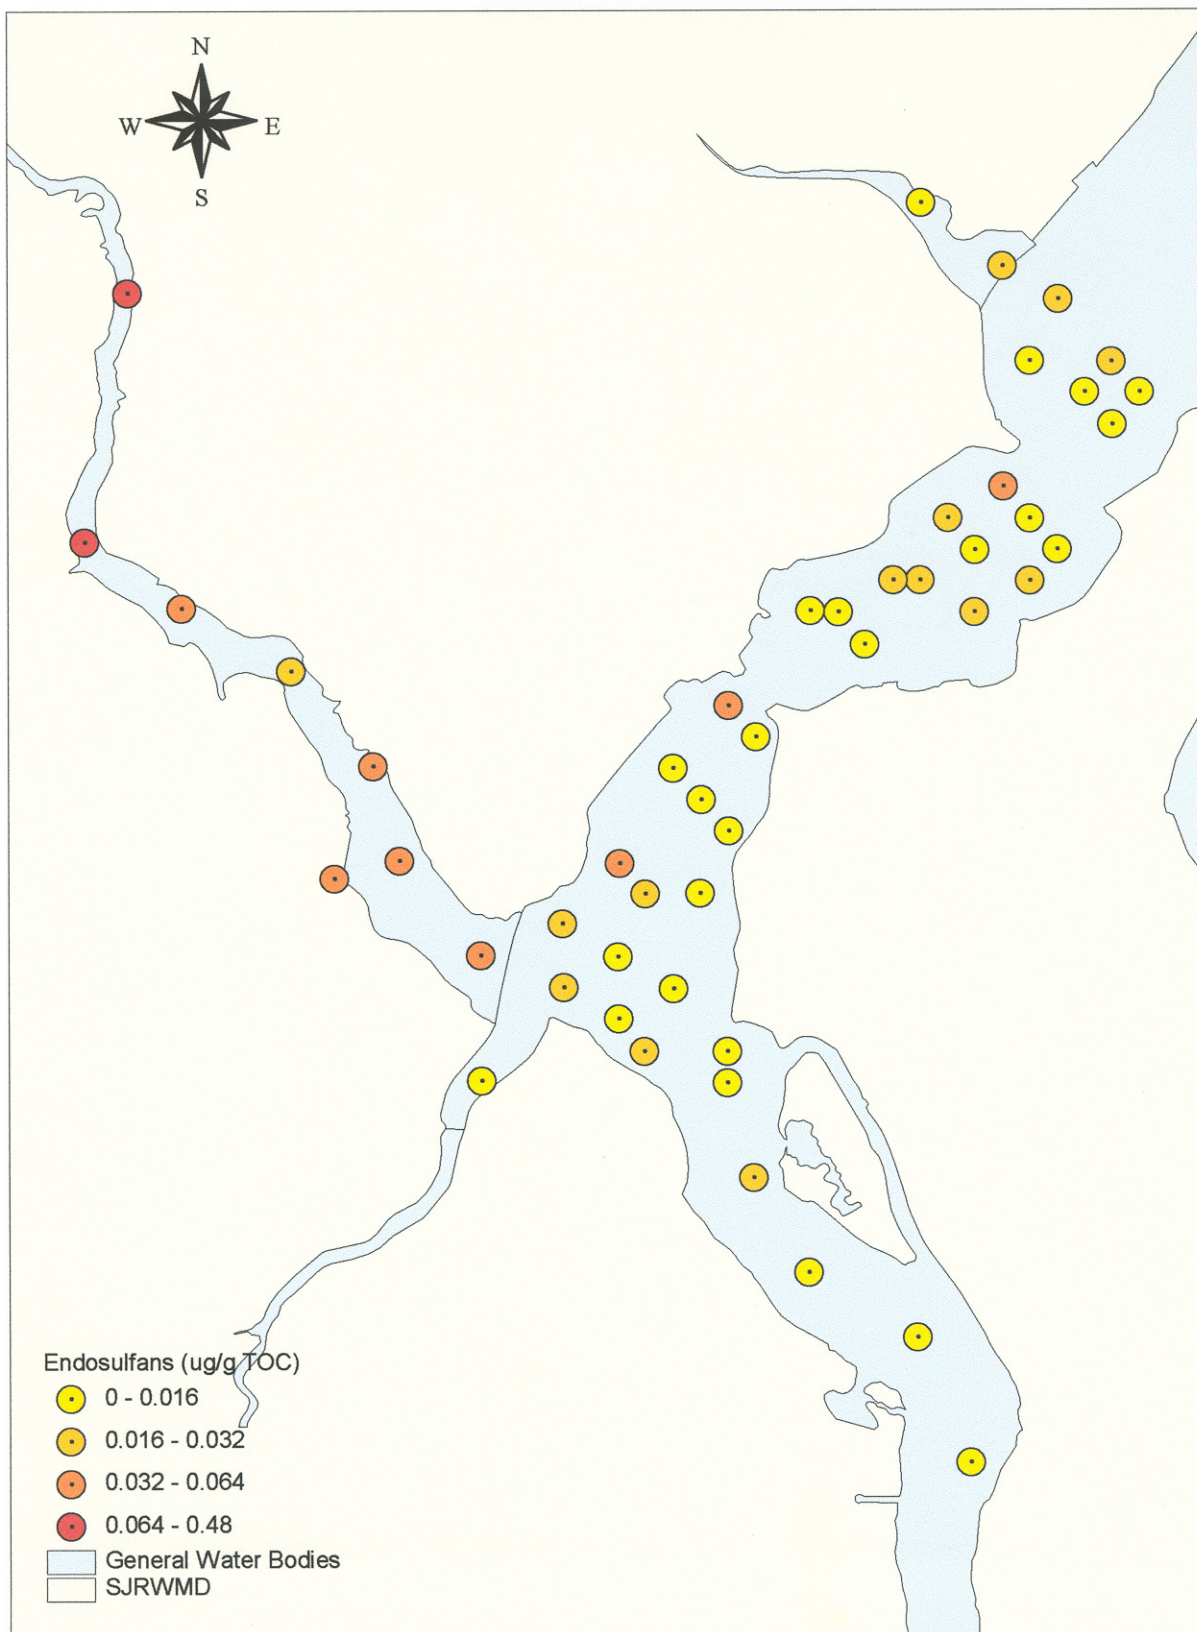 N
W E
S
Endosulfans (ug/g TOC)
0 - 0.016
0.016 - 0.032
0.032 - 0.064
0.064 - 0.48
General Water Bodies
SJRWMD